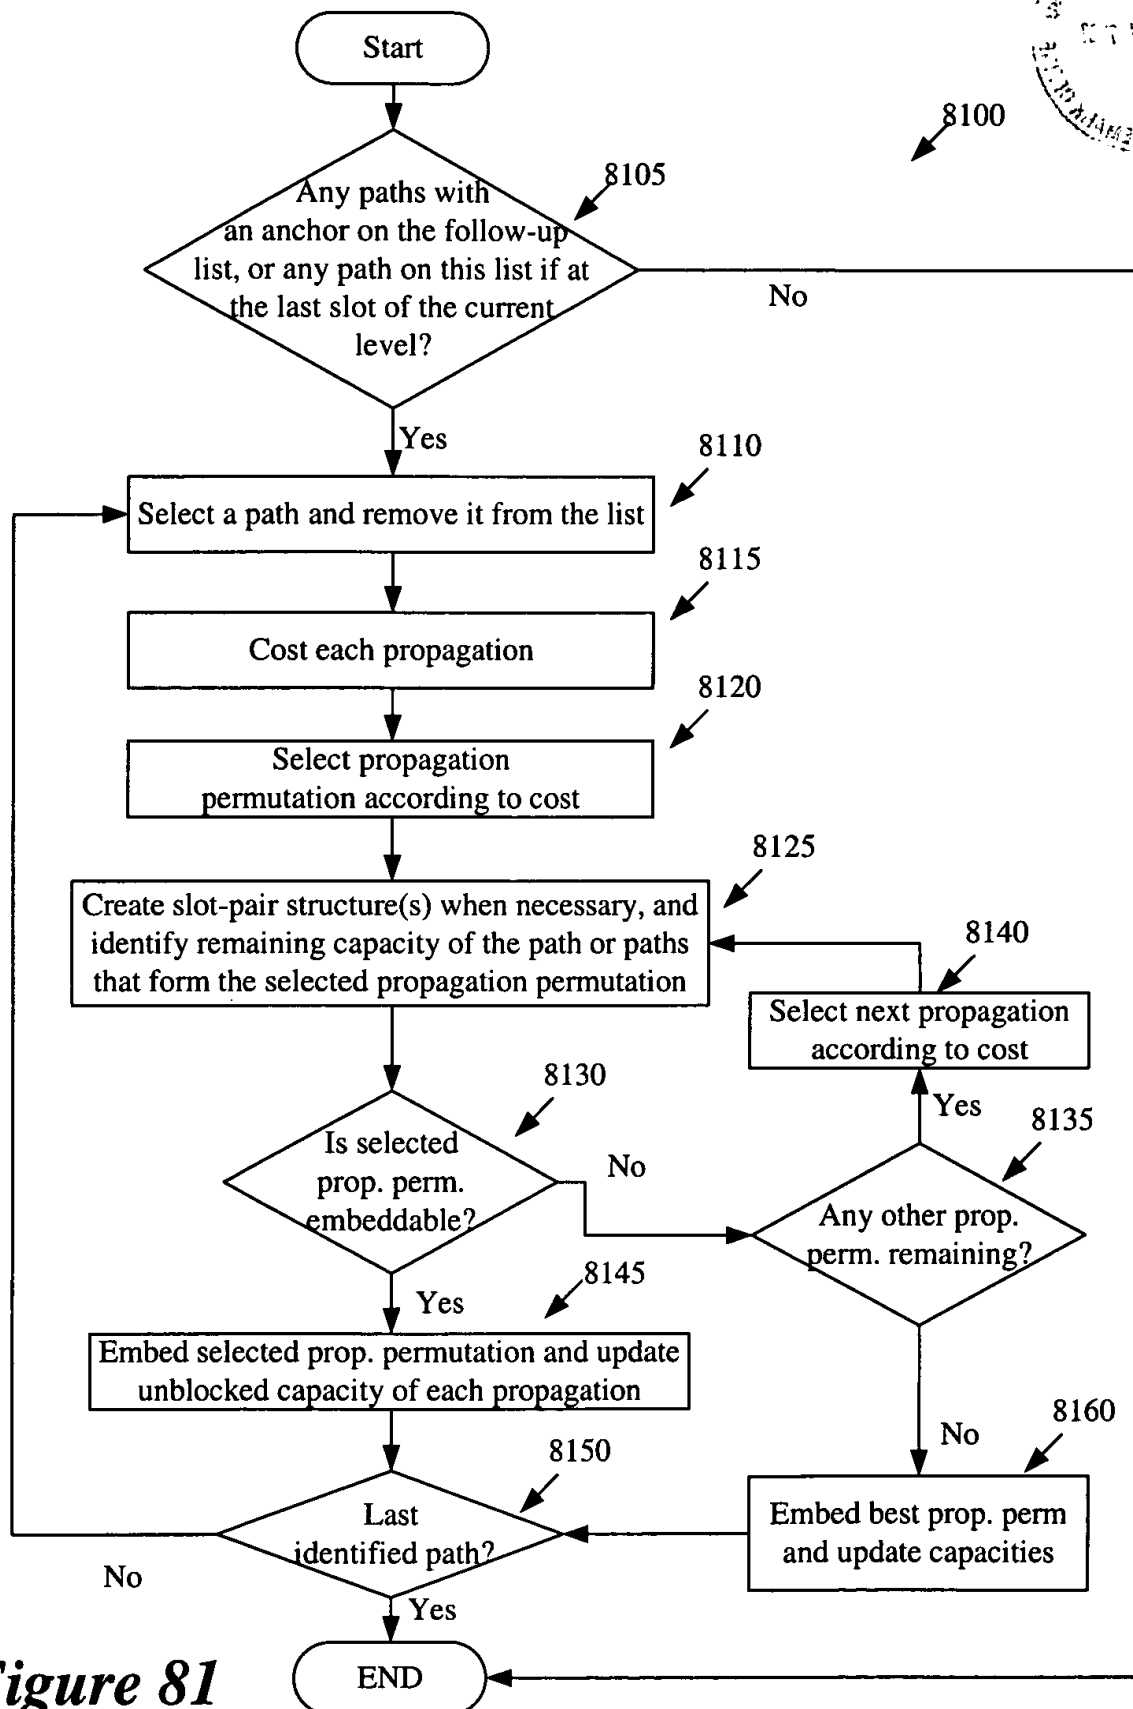 Start
8100
8105
Any paths with
an anchor on the follow-up
list, or any path on this list if at
the last slot of the current
level?
No
Yes
8110
Select a path and remove it from the list
8115
Cost each propagation
8120
Select propagation
permutation according to cost
8125
Create slot-pair structure(s) when necessary, and
identify remaining capacity of the path or paths
that form the selected propagation permutation
8140
Select next propagation
according to cost
Yes
8130
Is selected
prop. perm.
embeddable?
No
8135
Any other prop.
perm. remaining?
8145
Yes
Embed selected prop. permutation and update
unblocked capacity of each propagation
No
8160
Embed best prop. perm
and update capacities
8150
Last
identified path?
No
Yes
END
Figure 81